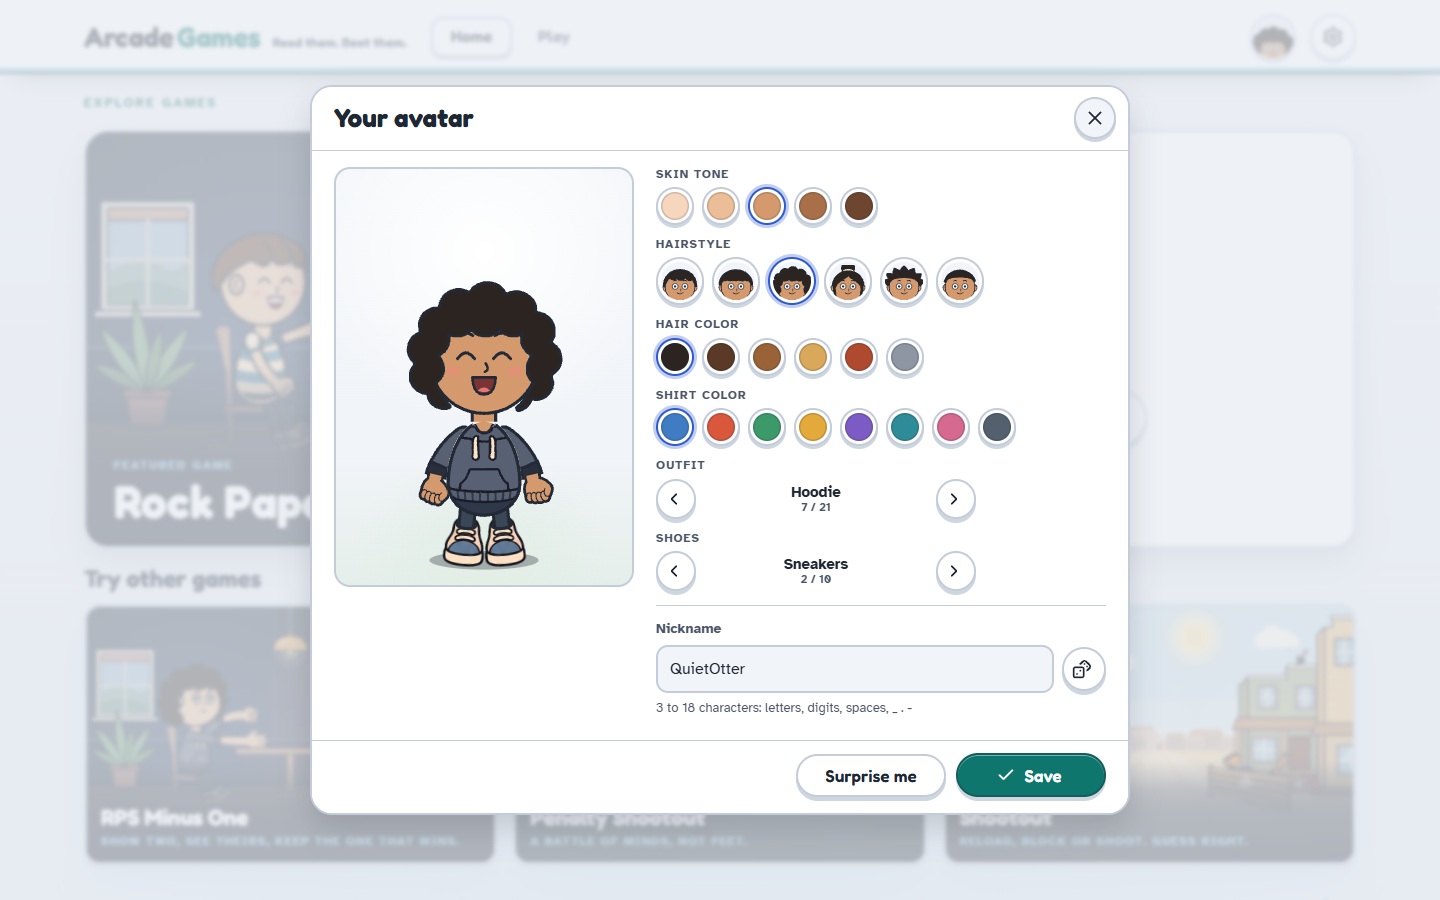 Arcade Games Read them. Beat them. Home Play
EXPLORE GAMES
Your avatar
SKIN TONE
HAIRSTYLE
HAIR COLOR
SHIRT COLOR
OUTFIT
Hoodie
7 / 21
SHOES
Sneakers
2 / 10
Nickname
QuietOtter
3 to 18 characters: letters, digits, spaces, _ . -
Surprise me
Save
FEATURED GAME
Rock Pape
Try other games
RPS Minus One
SHOW TWO, SEE THEIRS, KEEP THE ONE THAT WINS.
Penalty Shootout
A BATTLE OF MINDS, NOT FEET.
Shootout
RELOAD, BLOCK OR SHOOT. GUESS RIGHT.